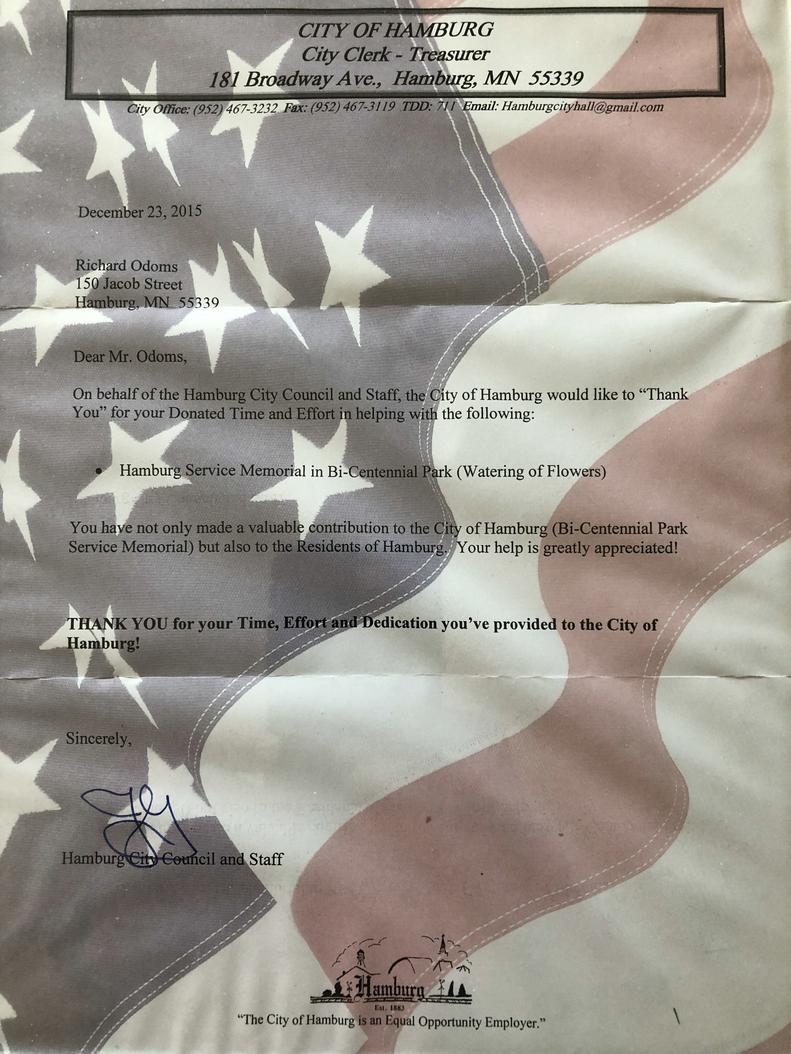 CITY OF HAMBURG
City Clerk - Treasurer
181 Broadway Ave., Hamburg, MN 55339
City Office: (952) 467-3232 Fax: (952) 467-3119 TDD: 711 Email: Hamburgcityhall@gmail.com
December 23, 2015
Richard Odoms
150 Jacob Street
Hamburg, MN 55339
Dear Mr. Odoms,
On behalf of the Hamburg City Council and Staff, the City of Hamburg would like to “Thank
You” for your Donated Time and Effort in helping with the following:
• Hamburg Service Memorial in Bi-Centennial Park (Watering of Flowers)
You have not only made a valuable contribution to the City of Hamburg (Bi-Centennial Park
Service Memorial) but also to the Residents of Hamburg. Your help is greatly appreciated!
THANK YOU for your Time, Effort and Dedication you’ve provided to the City of
Hamburg!
Sincerely,
Hamburg City Council and Staff
Hamburg
Est. 1883
“The City of Hamburg is an Equal Opportunity Employer.”